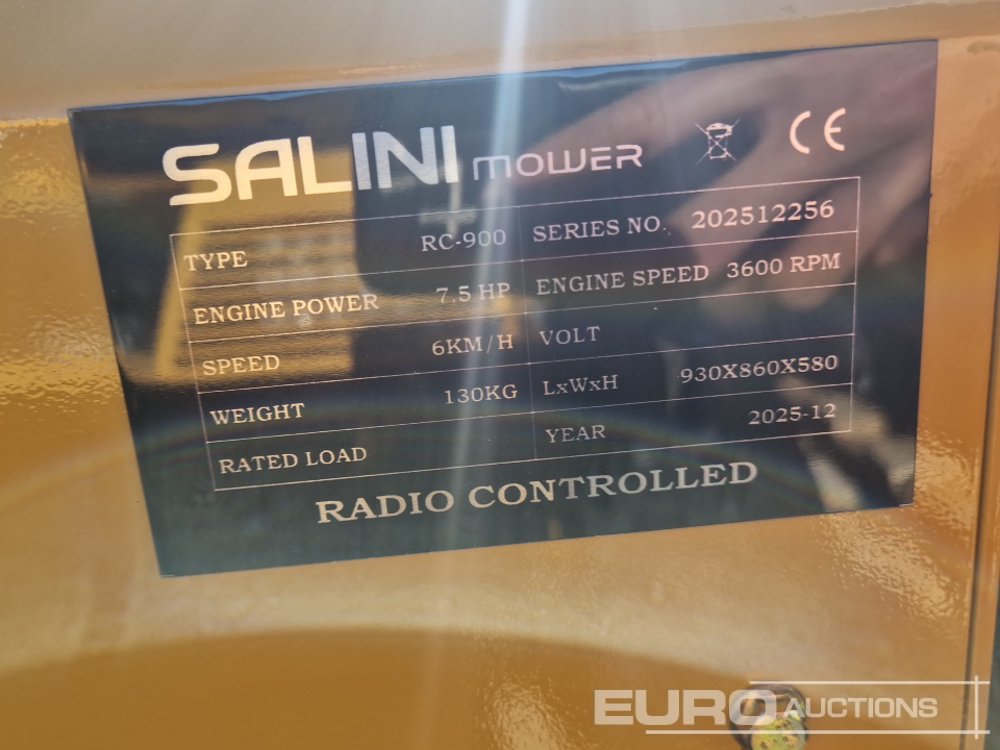 SALINI MOWER CE
TYPE RC-900 SERIES NO. 202512256
ENGINE POWER 7.5 HP ENGINE SPEED 3600 RPM
SPEED 6KM/H VOLT
WEIGHT 130KG LxWxH 930X860X580
RATED LOAD YEAR 2025-12
RADIO CONTROLLED
EURO AUCTIONS